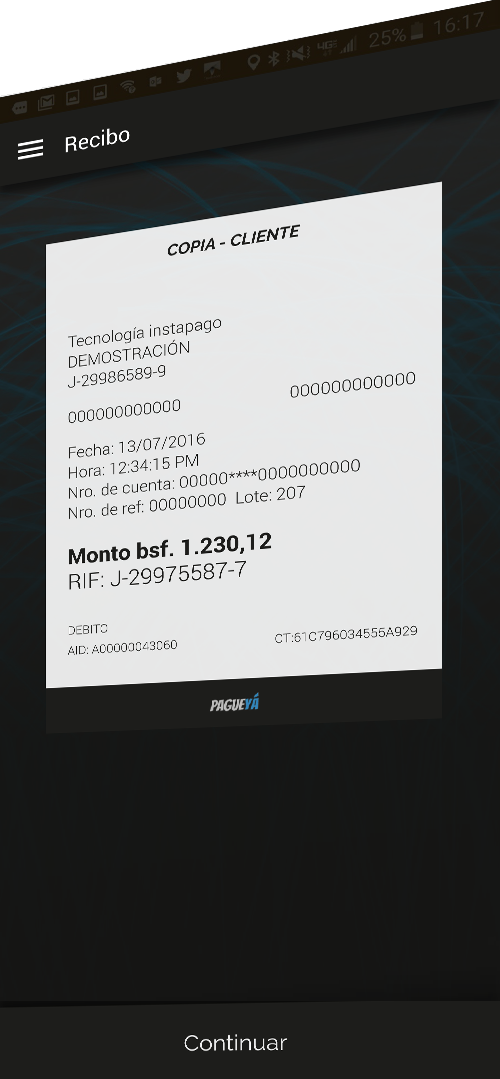 25% 16:17
Recibo
COPIA - CLIENTE
Tecnología instapago
DEMOSTRACIÓN
J-29986589-9
000000000000 000000000000
Fecha: 13/07/2016
Hora: 12:34:15 PM
Nro. de cuenta: 00000****0000000000
Nro. de ref: 00000000 Lote: 207
Monto bsf. 1.230,12
RIF: J-29975587-7
DEBITO
AID: A00000043060 CT:61C796034555A929
PAGUEYÁ
Continuar